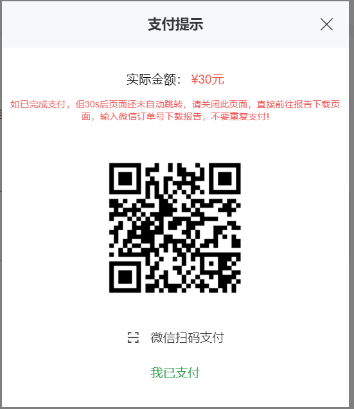 支付提示
实际金额： ¥30元
如已完成支付，但30s后页面还未自动跳转，请关闭此页面，直接前往报告下载页
面，输入微信订单号下载报告，不要重复支付!
微信扫码支付
我已支付